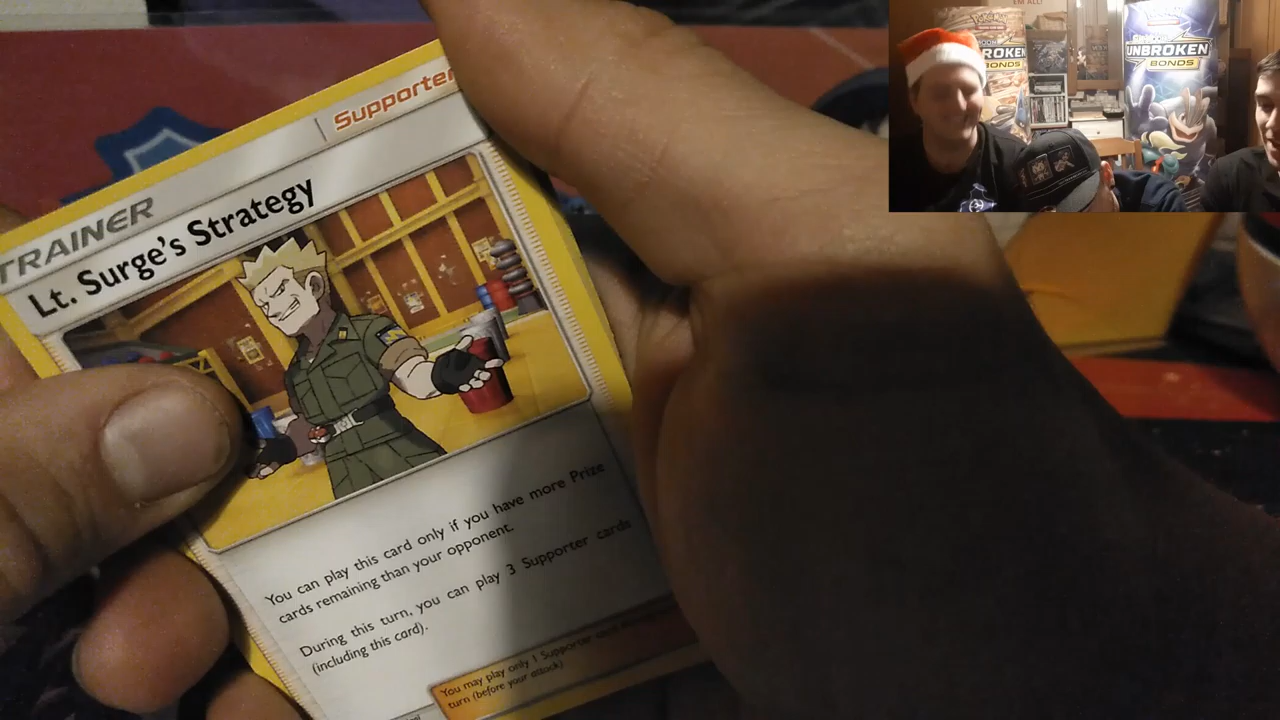 TRAINER
Supporter
Lt. Surge's Strategy
You can play this card only if you have more Prize
cards remaining than your opponent.
During this turn, you can play 3 Supporter cards
(including this card).
You may play only 1 Supporter card
turn (before your attack)
EM ALL!
UNBROKEN
BONDS
UNBROKEN
BONDS